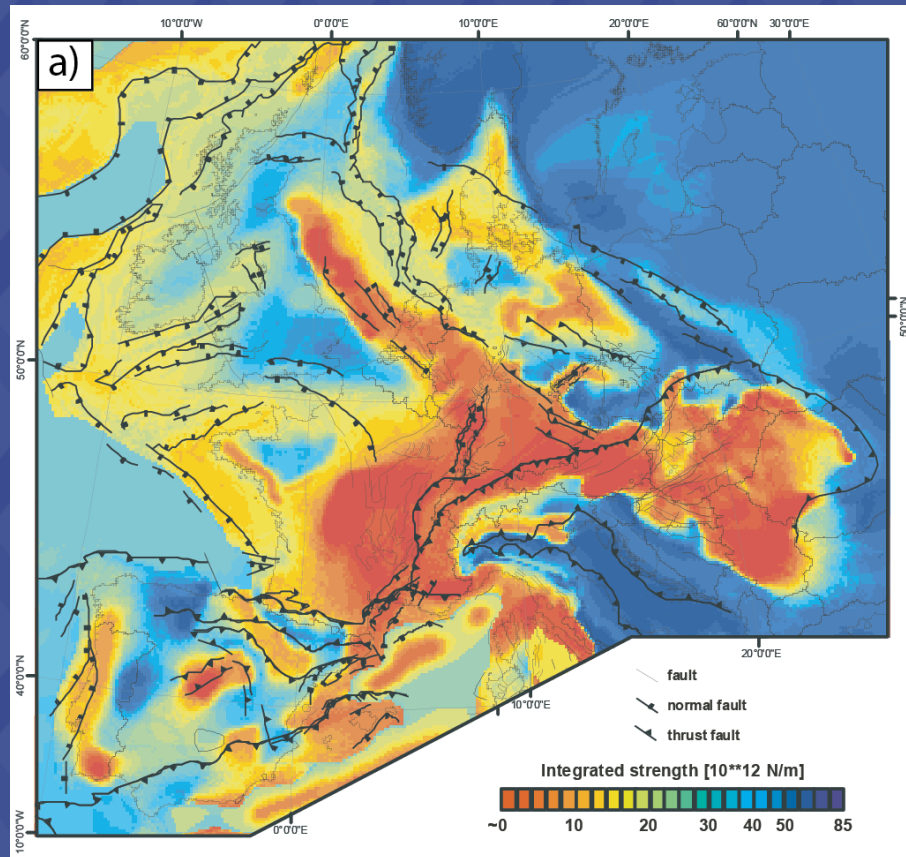 10°0'0"W 0°0'0"E 10°0'0"E 20°0'0"E 60°0'0"N 30°0'0"E
60°0'0"N
a)
50°0'0"N
50°0'0"N
20°0'0"E
40°0'0"N
10°0'0"E
fault
normal fault
thrust fault
Integrated strength [10**12 N/m]
~0 10 20 30 40 50 85
0°0'0"E
10°0'0"W